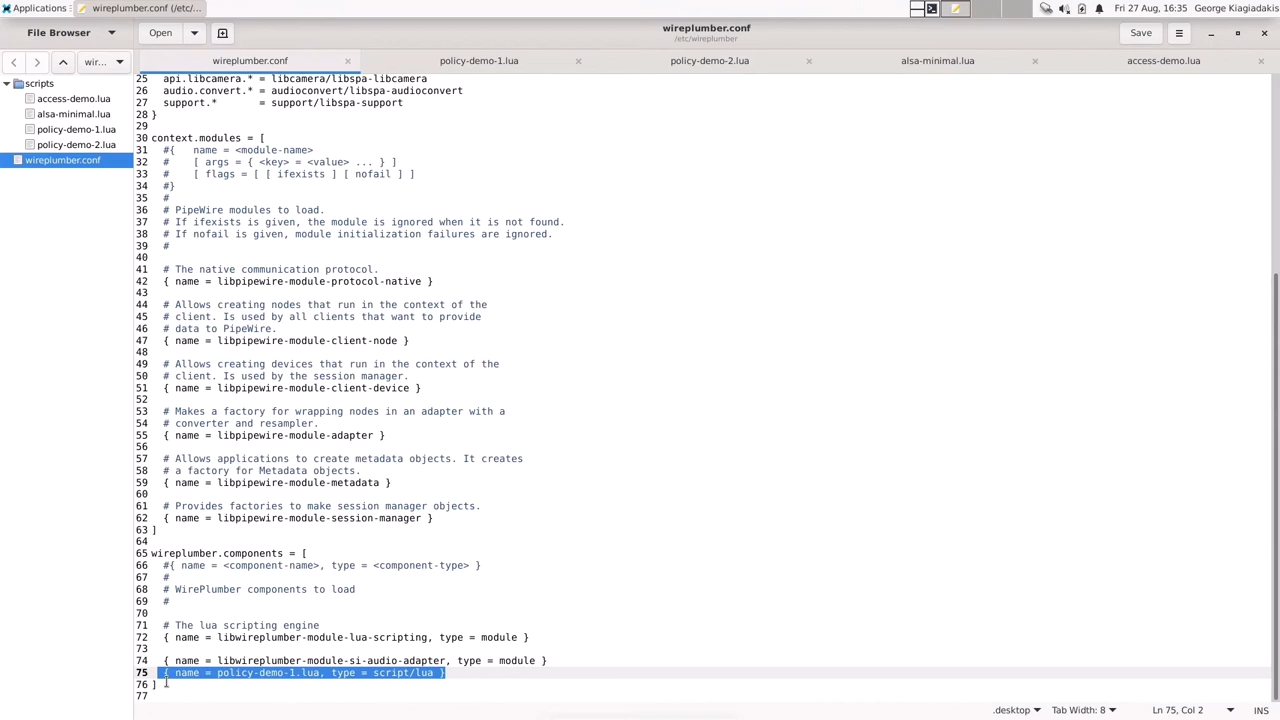 Applications
wireplumber.conf (/etc/...
Fri 27 Aug, 16:35
George Kiagiadakis
File Browser
Open
wireplumber.conf
/etc/wireplumber
Save
wir...
wireplumber.conf
policy-demo-1.lua
policy-demo-2.lua
alsa-minimal.lua
access-demo.lua
scripts
access-demo.lua
alsa-minimal.lua
policy-demo-1.lua
policy-demo-2.lua
wireplumber.conf
25 api.libcamera.* = libcamera/libspa-libcamera
26 audio.convert.* = audioconvert/libspa-audioconvert
27 support.* = support/libspa-support
28 }
29
30 context.modules = [
31 #{ name = <module-name>
32 # [ args = { <key> = <value> ... } ]
33 # [ flags = [ [ ifexists ] [ nofail ] ]
34 #}
35 #
36 # PipeWire modules to load.
37 # If ifexists is given, the module is ignored when it is not found.
38 # If nofail is given, module initialization failures are ignored.
39 #
40
41 # The native communication protocol.
42 { name = libpipewire-module-protocol-native }
43
44 # Allows creating nodes that run in the context of the
45 # client. Is used by all clients that want to provide
46 # data to PipeWire.
47 { name = libpipewire-module-client-node }
48
49 # Allows creating devices that run in the context of the
50 # client. Is used by the session manager.
51 { name = libpipewire-module-client-device }
52
53 # Makes a factory for wrapping nodes in an adapter with a
54 # converter and resampler.
55 { name = libpipewire-module-adapter }
56
57 # Allows applications to create metadata objects. It creates
58 # a factory for Metadata objects.
59 { name = libpipewire-module-metadata }
60
61 # Provides factories to make session manager objects.
62 { name = libpipewire-module-session-manager }
63 ]
64
65 wireplumber.components = [
66 #{ name = <component-name>, type = <component-type> }
67 #
68 # WirePlumber components to load
69 #
70
71 # The lua scripting engine
72 { name = libwireplumber-module-lua-scripting, type = module }
73
74 { name = libwireplumber-module-si-audio-adapter, type = module }
75 { name = policy-demo-1.lua, type = script/lua }
76 ]
77
.desktop
Tab Width: 8
Ln 75, Col 2
INS